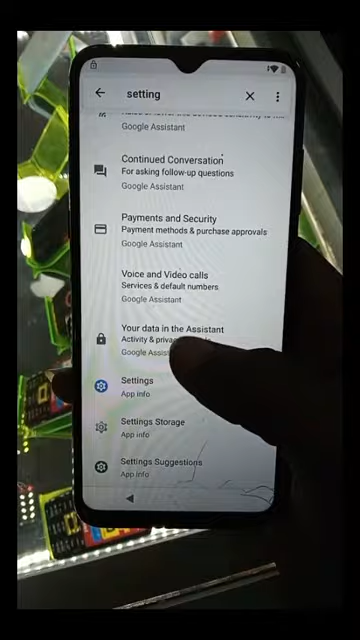 setting
Google Assistant
Continued Conversation
For asking follow-up questions
Google Assistant
Payments and Security
Payment methods & purchase approvals
Google Assistant
Voice and Video calls
Services & default numbers
Google Assistant
Your data in the Assistant
Activity &
Google
Settings
App info
Settings Storage
App info
Settings Suggestions
App info